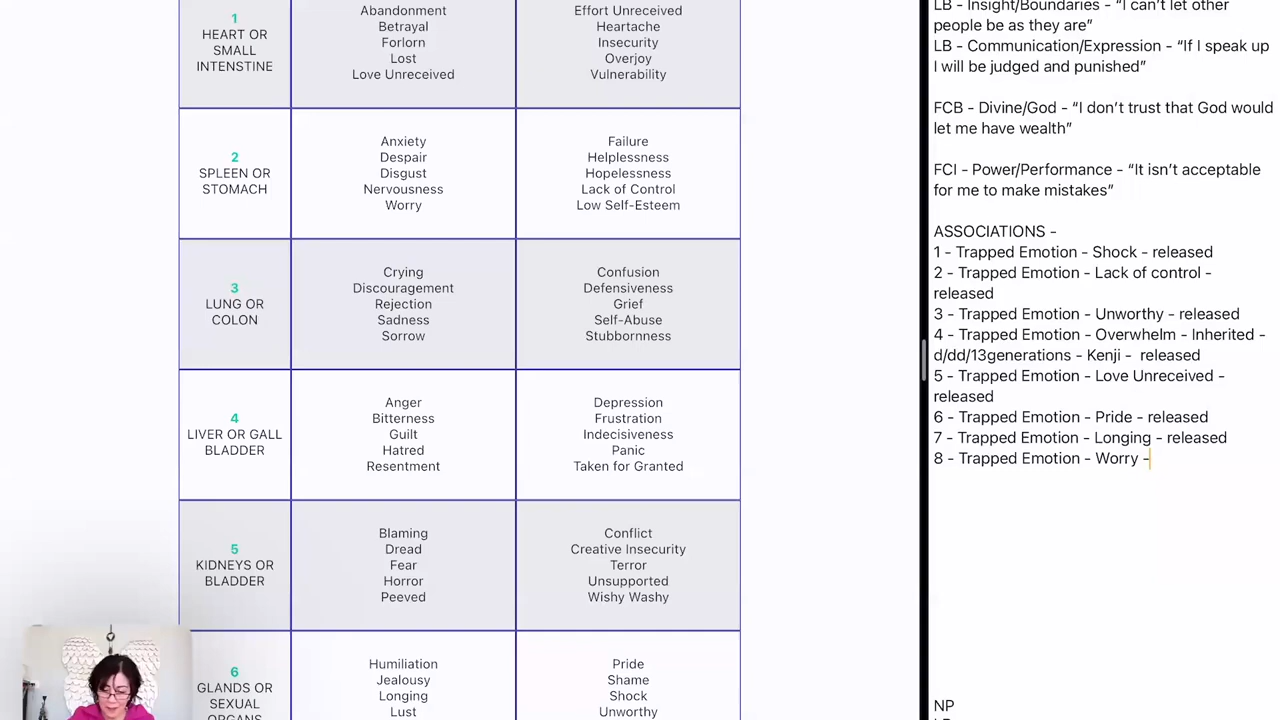 1
HEART OR
SMALL
INTENSTINE
Abandonment
Betrayal
Forlorn
Lost
Love Unreceived
Effort Unreceived
Heartache
Insecurity
Overjoy
Vulnerability
2
SPLEEN OR
STOMACH
Anxiety
Despair
Disgust
Nervousness
Worry
Failure
Helplessness
Hopelessness
Lack of Control
Low Self-Esteem
3
LUNG OR
COLON
Crying
Discouragement
Rejection
Sadness
Sorrow
Confusion
Defensiveness
Grief
Self-Abuse
Stubbornness
4
LIVER OR GALL
BLADDER
Anger
Bitterness
Guilt
Hatred
Resentment
Depression
Frustration
Indecisiveness
Panic
Taken for Granted
5
KIDNEYS OR
BLADDER
Blaming
Dread
Fear
Horror
Peeved
Conflict
Creative Insecurity
Terror
Unsupported
Wishy Washy
6
GLANDS OR
SEXUAL
ORGANS
Humiliation
Jealousy
Longing
Lust
Pride
Shame
Shock
Unworthy
LB - Insight/Boundaries - “I can’t let other
people be as they are”
LB - Communication/Expression - “If I speak up
I will be judged and punished”
FCB - Divine/God - “I don’t trust that God would
let me have wealth”
FCI - Power/Performance - “It isn’t acceptable
for me to make mistakes”
ASSOCIATIONS -
1 - Trapped Emotion - Shock - released
2 - Trapped Emotion - Lack of control -
released
3 - Trapped Emotion - Unworthy - released
4 - Trapped Emotion - Overwhelm - Inherited -
d/dd/13generations - Kenji -  released
5 - Trapped Emotion - Love Unreceived -
released
6 - Trapped Emotion - Pride - released
7 - Trapped Emotion - Longing - released
8 - Trapped Emotion - Worry -
NP